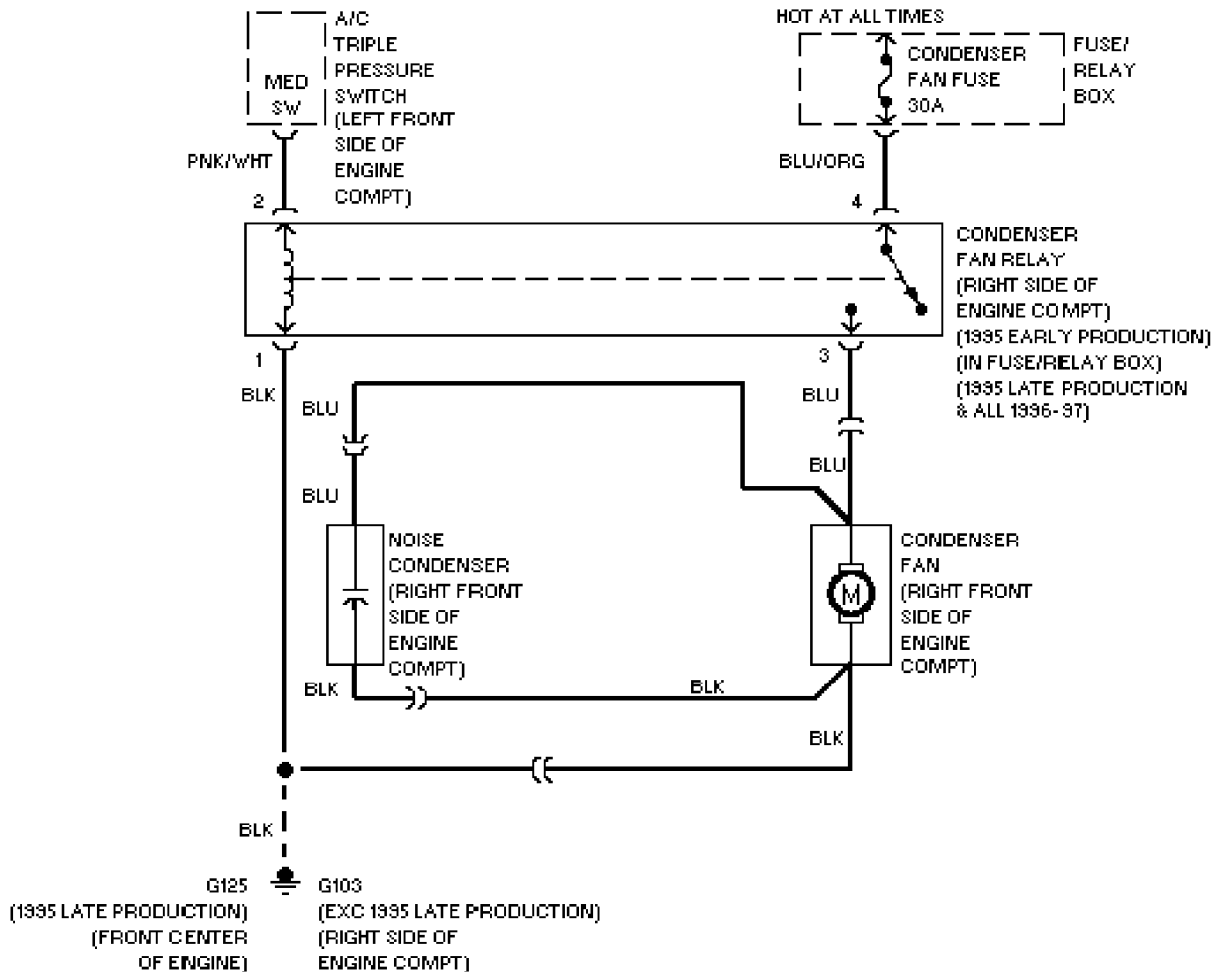 A/C
TRIPLE
PRESSURE
SWITCH
(LEFT FRONT
SIDE OF
ENGINE
COMPT)
MED
SW
PNK/WHT
2
HOT AT ALL TIMES
CONDENSER
FAN FUSE
30A
FUSE/
RELAY
BOX
BLU/ORG
4
CONDENSER
FAN RELAY
(RIGHT SIDE OF
ENGINE COMPT)
(1995 EARLY PRODUCTION)
(IN FUSE/RELAY BOX)
(1995 LATE PRODUCTION
& ALL 1996-97)
1
BLK
3
BLU
BLU
BLU
BLU
NOISE
CONDENSER
(RIGHT FRONT
SIDE OF
ENGINE
COMPT)
M
CONDENSER
FAN
(RIGHT FRONT
SIDE OF
ENGINE
COMPT)
BLK
BLK
BLK
BLK
G125
(1995 LATE PRODUCTION)
(FRONT CENTER
OF ENGINE)
G103
(EXC 1995 LATE PRODUCTION)
(RIGHT SIDE OF
ENGINE COMPT)